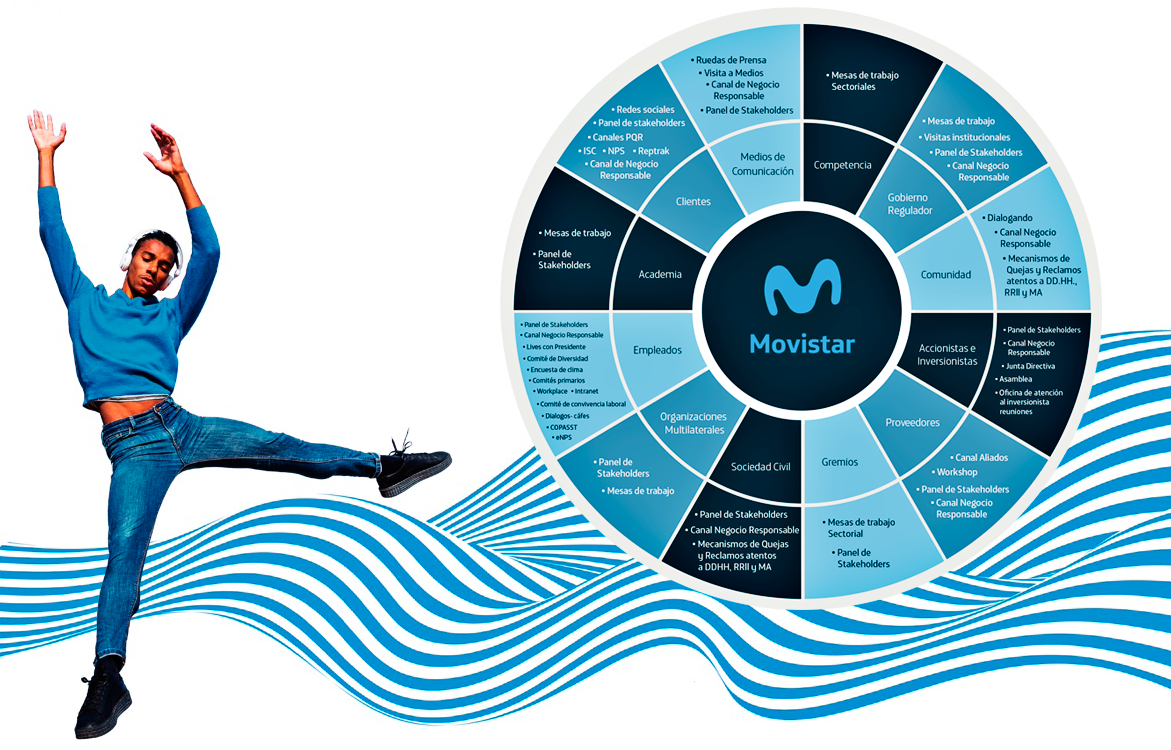 • Ruedas de Prensa
• Visita a Medios
• Canal de Negocio
Responsable
• Panel de Stakeholders
Medios de
Comunicación
• Mesas de trabajo
Sectoriales
Competencia
• Mesas de trabajo
• Visitas institucionales
• Panel de Stakeholders
• Canal Negocio
Responsable
Gobierno
Regulador
• Dialogando
• Canal Negocio
Responsable
• Mecanismos de
Quejas y Reclamos
atentos a DD.HH.,
RRII y MA
Comunidad
• Panel de Stakeholders
• Canal Negocio
Responsable
• Junta Directiva
• Asamblea
• Oficina de atención
al inversionista
reuniones
Accionistas e
Inversionistas
• Canal Aliados
• Workshop
• Panel de Stakeholders
• Canal Negocio
Responsable
Proveedores
Gremios
• Mesas de trabajo
Sectorial
• Panel de
Stakeholders
Sociedad Civil
• Panel de Stakeholders
• Canal Negocio Responsable
• Mecanismos de Quejas
y Reclamos atentos
a DDHH, RRII y MA
Organizaciones
Multilaterales
• Panel de
Stakeholders
• Mesas de trabajo
Empleados
• Panel de Stakeholders
• Canal Negocio Responsable
• Lives con Presidente
• Comité de Diversidad
• Encuesta de clima
• Comités primarios
• Workplace • Intranet
• Comité de convivencia laboral
• Dialogos- cáfes
• COPASST
• eNPS
Academia
• Mesas de trabajo
• Panel de
Stakeholders
Clientes
• Redes sociales
• Panel de stakeholders
• Canales PQR
• ISC • NPS • Reptrak
• Canal de Negocio
Responsable
Movistar